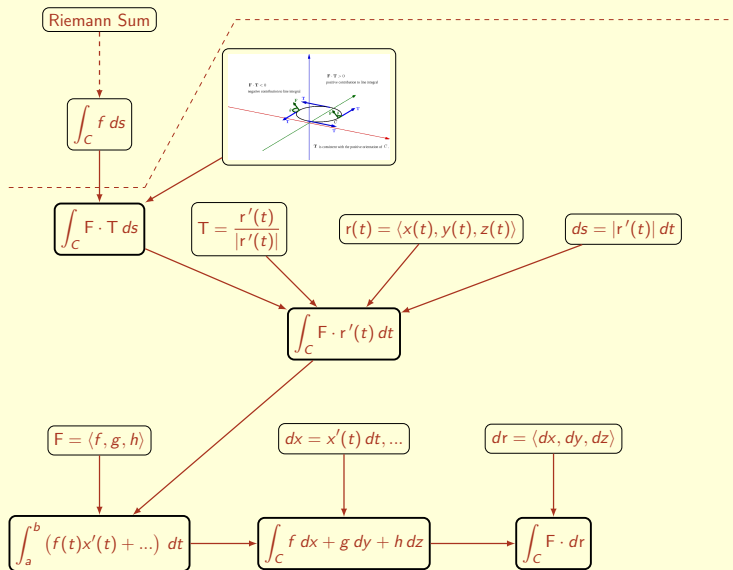 Riemann Sum
∫_C f ds
F · T < 0
negative contribution to line integral
F · T > 0
positive contribution to line integral
T is consistent with the positive orientation of C.
∫_C F · T ds
T = r′(t) / |r′(t)|
r(t) = ⟨x(t), y(t), z(t)⟩
ds = |r′(t)| dt
∫_C F · r′(t) dt
F = ⟨f, g, h⟩
dx = x′(t) dt, ...
dr = ⟨dx, dy, dz⟩
∫_a^b (f(t)x′(t) + ...) dt
∫_C f dx + g dy + h dz
∫_C F · dr